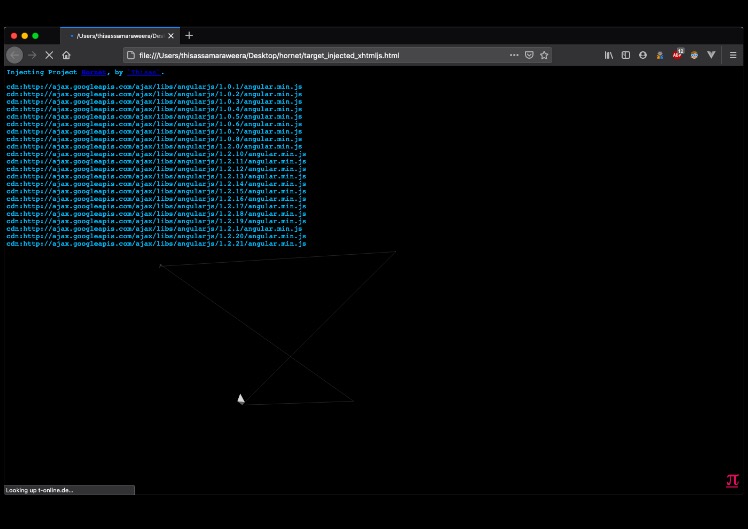 /Users/thisassamaraweera/Des
file:///Users/thisassamaraweera/Desktop/hornet/target_injected_xhtmljs.html
12
ABP
Injecting Project Hornet, by .
cdn:http://ajax.googleapis.com/ajax/libs/angularjs/1.0.1/angular.min.js
cdn:http://ajax.googleapis.com/ajax/libs/angularjs/1.0.2/angular.min.js
cdn:http://ajax.googleapis.com/ajax/libs/angularjs/1.0.3/angular.min.js
cdn:http://ajax.googleapis.com/ajax/libs/angularjs/1.0.4/angular.min.js
cdn:http://ajax.googleapis.com/ajax/libs/angularjs/1.0.5/angular.min.js
cdn:http://ajax.googleapis.com/ajax/libs/angularjs/1.0.6/angular.min.js
cdn:http://ajax.googleapis.com/ajax/libs/angularjs/1.0.7/angular.min.js
cdn:http://ajax.googleapis.com/ajax/libs/angularjs/1.0.8/angular.min.js
cdn:http://ajax.googleapis.com/ajax/libs/angularjs/1.2.0/angular.min.js
cdn:http://ajax.googleapis.com/ajax/libs/angularjs/1.2.10/angular.min.js
cdn:http://ajax.googleapis.com/ajax/libs/angularjs/1.2.11/angular.min.js
cdn:http://ajax.googleapis.com/ajax/libs/angularjs/1.2.12/angular.min.js
cdn:http://ajax.googleapis.com/ajax/libs/angularjs/1.2.13/angular.min.js
cdn:http://ajax.googleapis.com/ajax/libs/angularjs/1.2.14/angular.min.js
cdn:http://ajax.googleapis.com/ajax/libs/angularjs/1.2.15/angular.min.js
cdn:http://ajax.googleapis.com/ajax/libs/angularjs/1.2.16/angular.min.js
cdn:http://ajax.googleapis.com/ajax/libs/angularjs/1.2.17/angular.min.js
cdn:http://ajax.googleapis.com/ajax/libs/angularjs/1.2.18/angular.min.js
cdn:http://ajax.googleapis.com/ajax/libs/angularjs/1.2.19/angular.min.js
cdn:http://ajax.googleapis.com/ajax/libs/angularjs/1.2.1/angular.min.js
cdn:http://ajax.googleapis.com/ajax/libs/angularjs/1.2.20/angular.min.js
cdn:http://ajax.googleapis.com/ajax/libs/angularjs/1.2.21/angular.min.js
π
Looking up t-online.de...